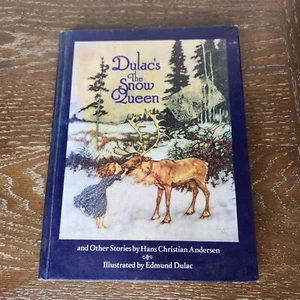 Dulac's
The
Snow
Queen
and Other Stories by Hans Christian Andersen
Illustrated by Edmund Dulac